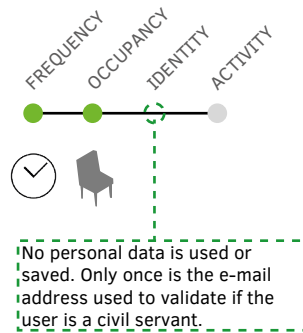 FREQUENCY
OCCUPANCY
IDENTITY
ACTIVITY
No personal data is used or
saved. Only once is the e-mail
address used to validate if the
user is a civil servant.